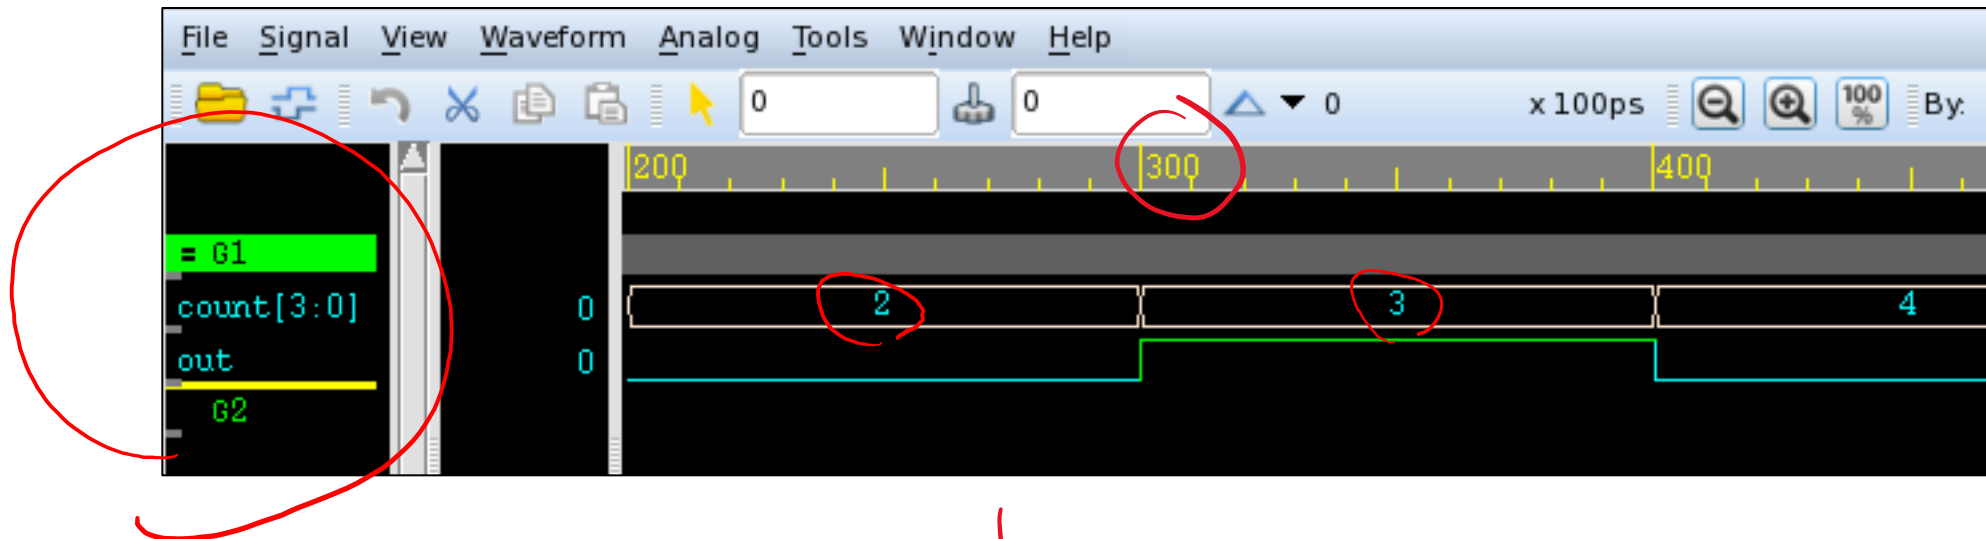 File Signal View Waveform Analog Tools Window Help
0 0 0 x 100ps 100 % By:
200 300 400
= G1
count[3:0] 0 2 3 4
out 0
G2